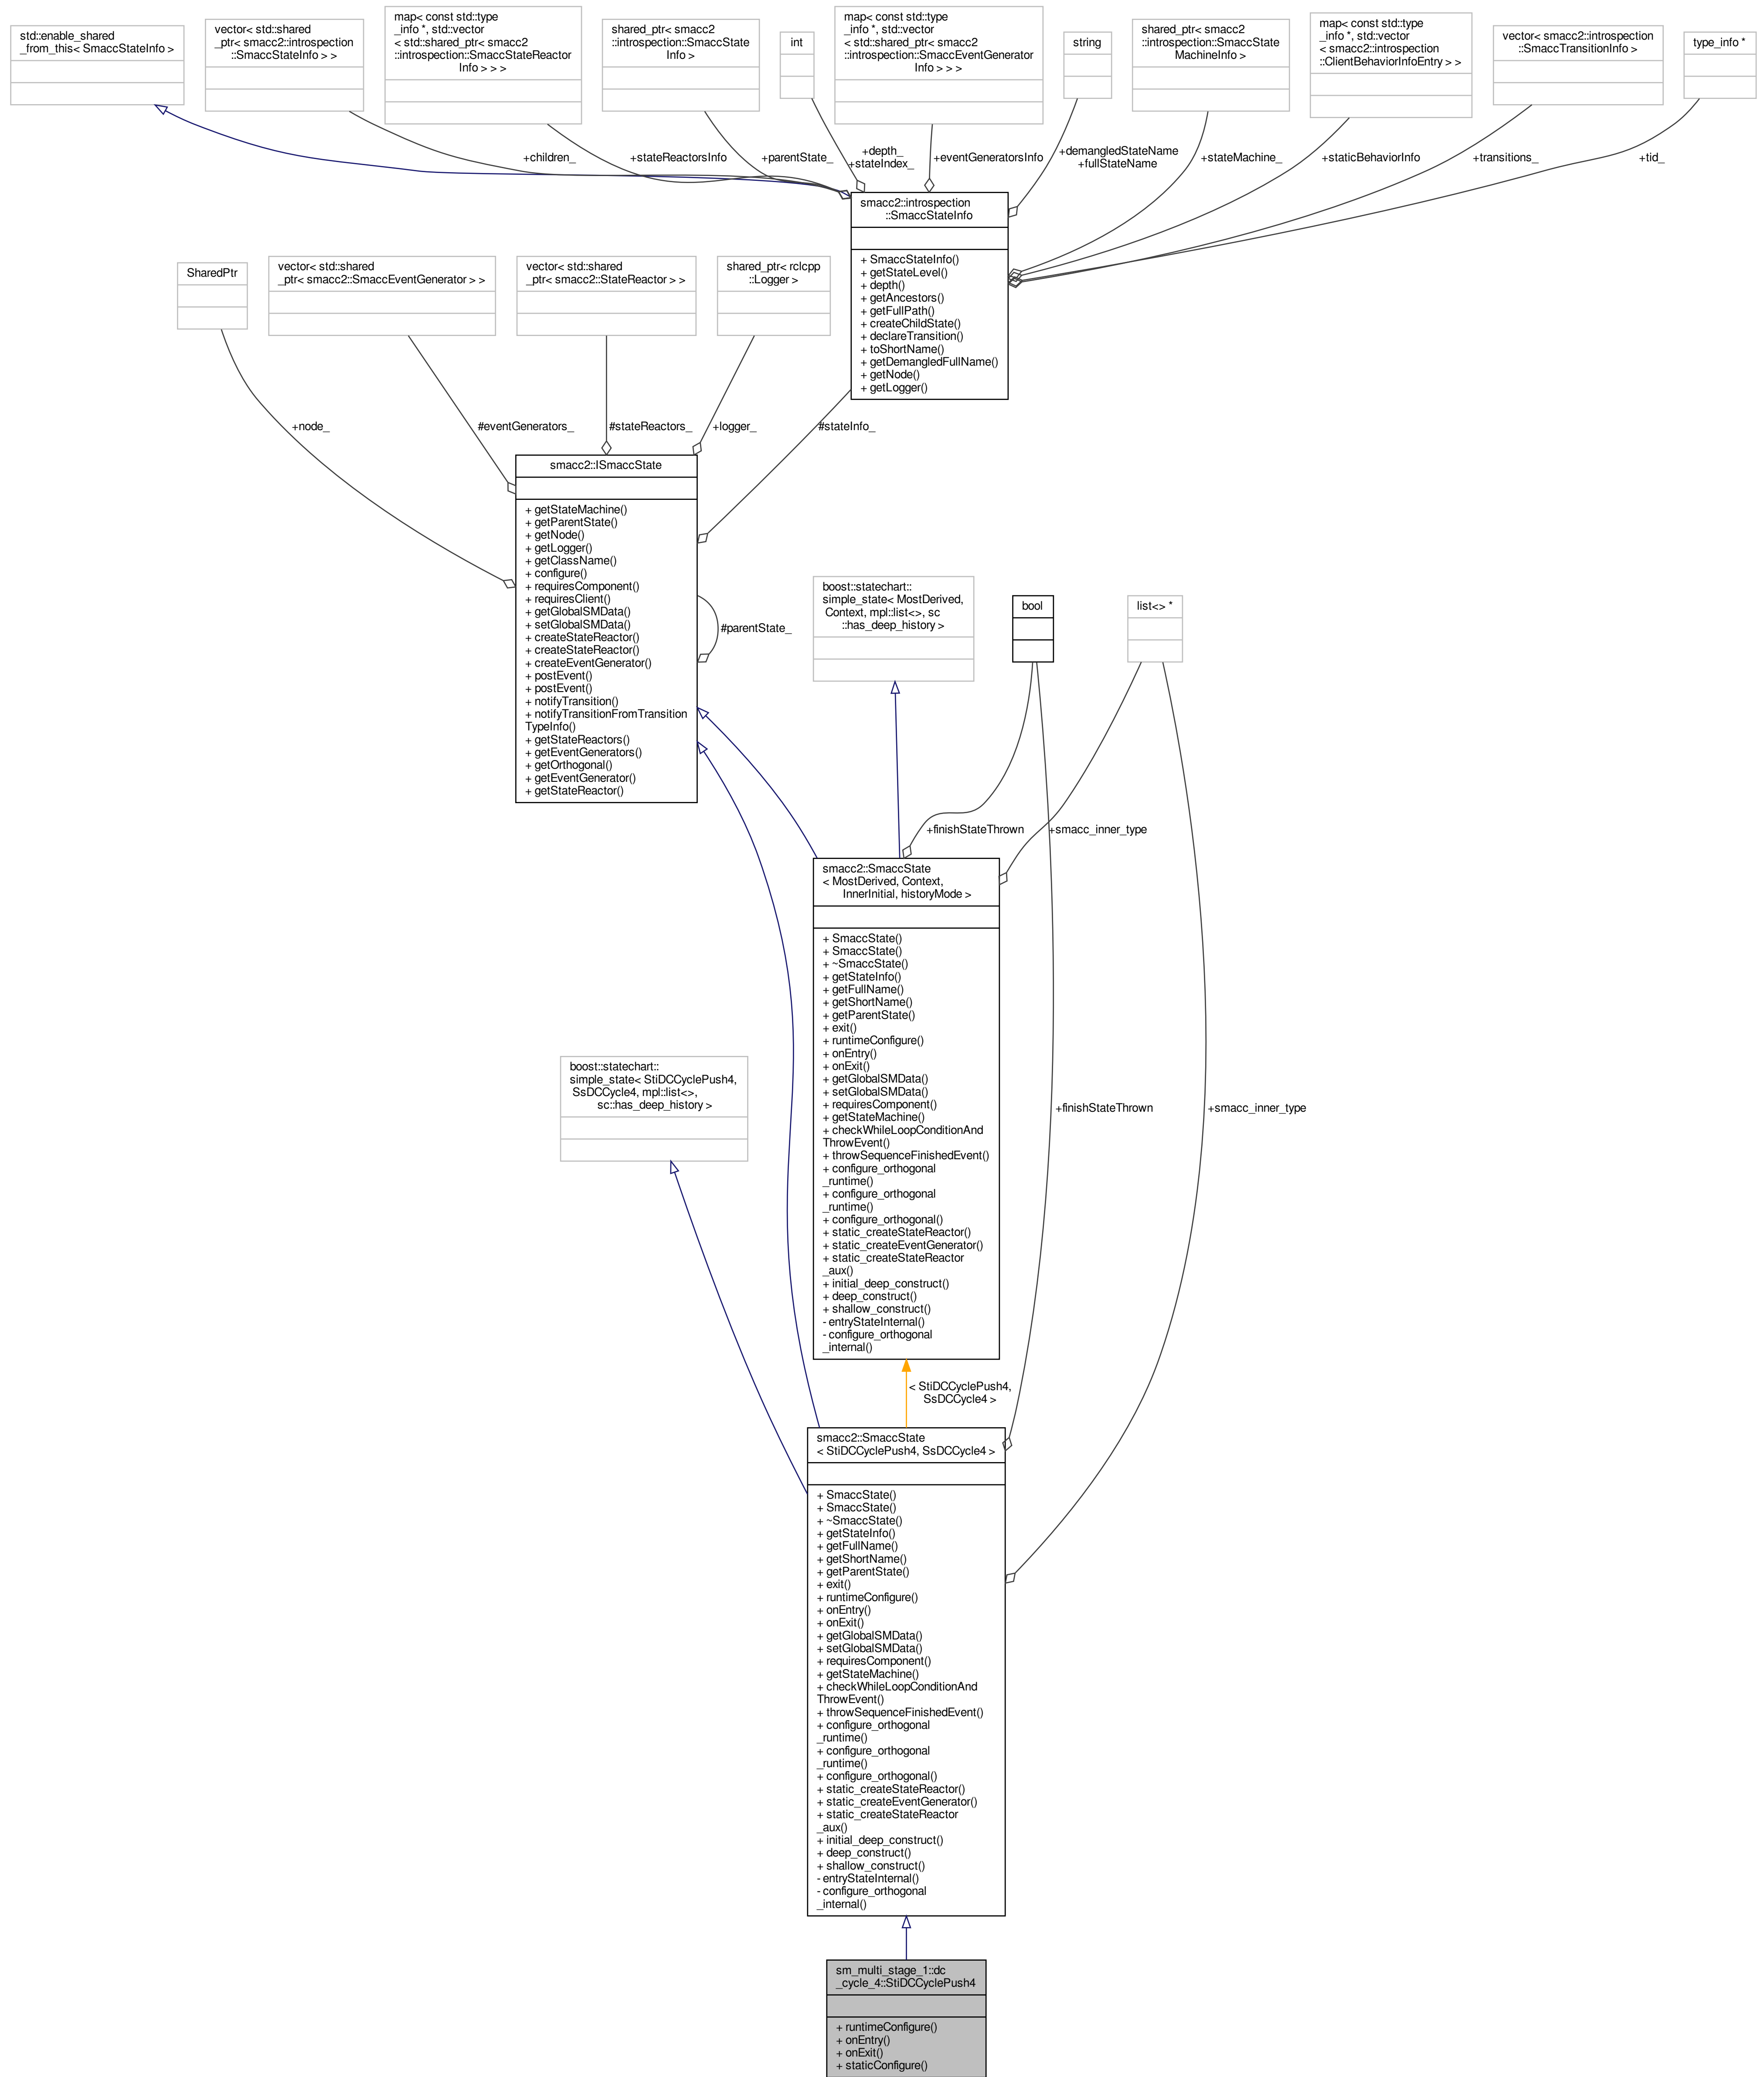 std::enable_shared
_from_this< SmaccStateInfo >
vector< std::shared
_ptr< smacc2::introspection
::SmaccStateInfo > >
map< const std::type
_info *, std::vector
< std::shared_ptr< smacc2
::introspection::SmaccStateReactor
Info > > >
shared_ptr< smacc2
::introspection::SmaccState
Info >
int
map< const std::type
_info *, std::vector
< std::shared_ptr< smacc2
::introspection::SmaccEventGenerator
Info > > >
string
shared_ptr< smacc2
::introspection::SmaccState
MachineInfo >
map< const std::type
_info *, std::vector
< smacc2::introspection
::ClientBehaviorInfoEntry > >
vector< smacc2::introspection
::SmaccTransitionInfo >
type_info *
+children_
+stateReactorsInfo
+parentState_
+depth_
+stateIndex_
+eventGeneratorsInfo
+demangledStateName
+fullStateName
+stateMachine_
+staticBehaviorInfo
+transitions_
+tid_
smacc2::introspection
::SmaccStateInfo
+ SmaccStateInfo()
+ getStateLevel()
+ depth()
+ getAncestors()
+ getFullPath()
+ createChildState()
+ declareTransition()
+ toShortName()
+ getDemangledFullName()
+ getNode()
+ getLogger()
SharedPtr
vector< std::shared
_ptr< smacc2::SmaccEventGenerator > >
vector< std::shared
_ptr< smacc2::StateReactor > >
shared_ptr< rclcpp
::Logger >
+node_
#eventGenerators_
#stateReactors_
+logger_
#stateInfo_
smacc2::ISmaccState
+ getStateMachine()
+ getParentState()
+ getNode()
+ getLogger()
+ getClassName()
+ configure()
+ requiresComponent()
+ requiresClient()
+ getGlobalSMData()
+ setGlobalSMData()
+ createStateReactor()
+ createStateReactor()
+ createEventGenerator()
+ postEvent()
+ postEvent()
+ notifyTransition()
+ notifyTransitionFromTransition
TypeInfo()
+ getStateReactors()
+ getEventGenerators()
+ getOrthogonal()
+ getEventGenerator()
+ getStateReactor()
#parentState_
boost::statechart::
simple_state< MostDerived,
Context, mpl::list<>, sc
::has_deep_history >
bool
list<> *
+finishStateThrown
+smacc_inner_type
smacc2::SmaccState
< MostDerived, Context,
InnerInitial, historyMode >
+ SmaccState()
+ SmaccState()
+ ~SmaccState()
+ getStateInfo()
+ getFullName()
+ getShortName()
+ getParentState()
+ exit()
+ runtimeConfigure()
+ onEntry()
+ onExit()
+ getGlobalSMData()
+ setGlobalSMData()
+ requiresComponent()
+ getStateMachine()
+ checkWhileLoopConditionAnd
ThrowEvent()
+ throwSequenceFinishedEvent()
+ configure_orthogonal
_runtime()
+ configure_orthogonal
_runtime()
+ configure_orthogonal()
+ static_createStateReactor()
+ static_createEventGenerator()
+ static_createStateReactor
_aux()
+ initial_deep_construct()
+ deep_construct()
+ shallow_construct()
- entryStateInternal()
- configure_orthogonal
_internal()
boost::statechart::
simple_state< StiDCCyclePush4,
SsDCCycle4, mpl::list<>,
sc::has_deep_history >
+finishStateThrown
+smacc_inner_type
< StiDCCyclePush4,
SsDCCycle4 >
smacc2::SmaccState
< StiDCCyclePush4, SsDCCycle4 >
+ SmaccState()
+ SmaccState()
+ ~SmaccState()
+ getStateInfo()
+ getFullName()
+ getShortName()
+ getParentState()
+ exit()
+ runtimeConfigure()
+ onEntry()
+ onExit()
+ getGlobalSMData()
+ setGlobalSMData()
+ requiresComponent()
+ getStateMachine()
+ checkWhileLoopConditionAnd
ThrowEvent()
+ throwSequenceFinishedEvent()
+ configure_orthogonal
_runtime()
+ configure_orthogonal
_runtime()
+ configure_orthogonal()
+ static_createStateReactor()
+ static_createEventGenerator()
+ static_createStateReactor
_aux()
+ initial_deep_construct()
+ deep_construct()
+ shallow_construct()
- entryStateInternal()
- configure_orthogonal
_internal()
sm_multi_stage_1::dc
_cycle_4::StiDCCyclePush4
+ runtimeConfigure()
+ onEntry()
+ onExit()
+ staticConfigure()